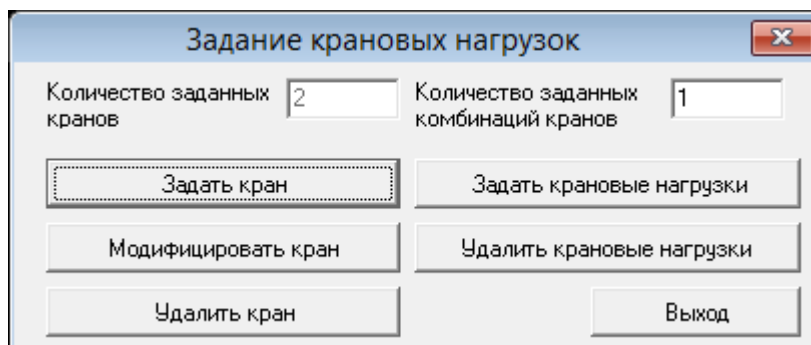 Задание крановых нагрузок
Количество заданных
кранов
2
Количество заданных
комбинаций кранов
1
Задать кран
Задать крановые нагрузки
Модифицировать кран
Удалить крановые нагрузки
Удалить кран
Выход